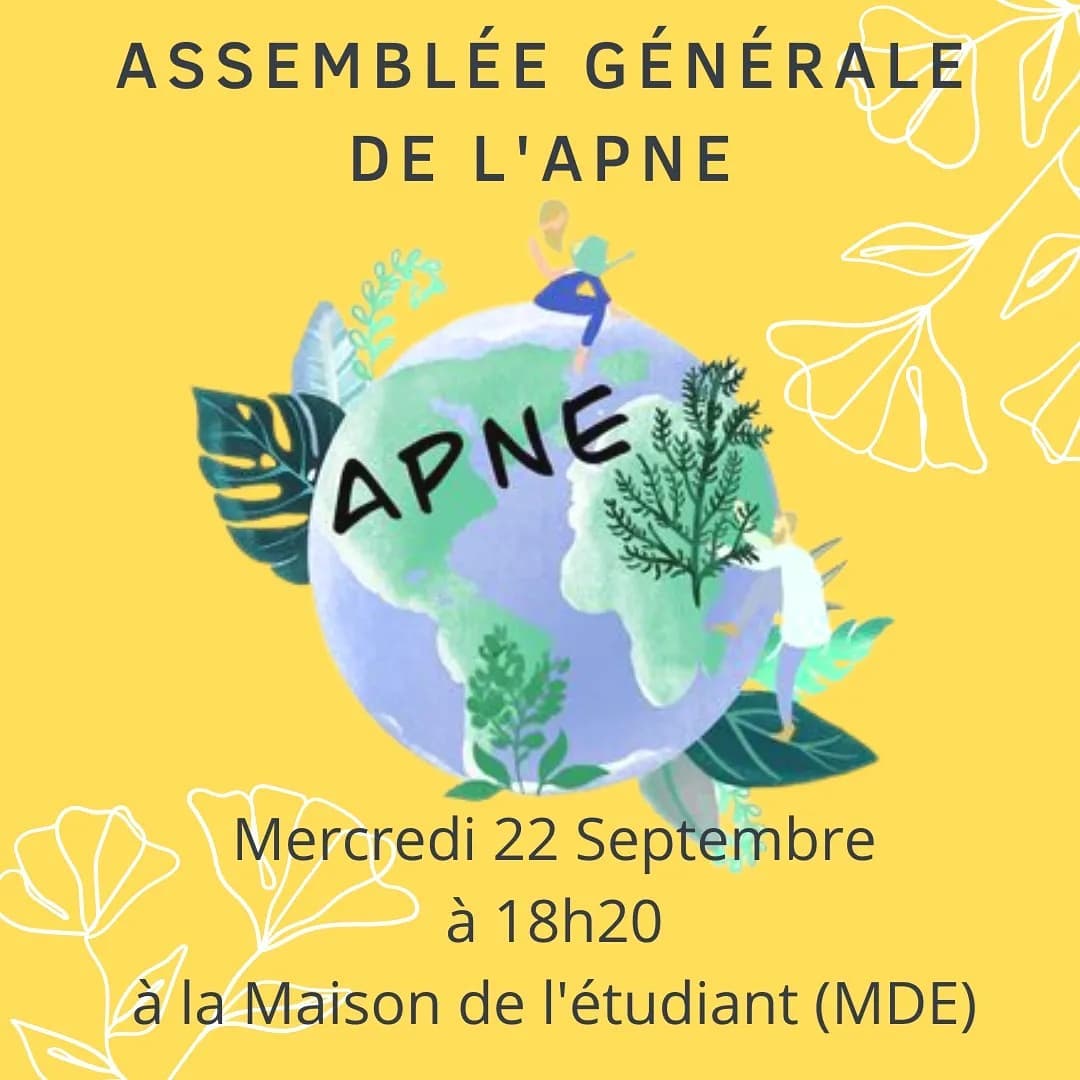 ASSEMBLÉE GÉNÉRALE
DE L'APNE
APNE
Mercredi 22 Septembre
à 18h20
à la Maison de l'étudiant (MDE)